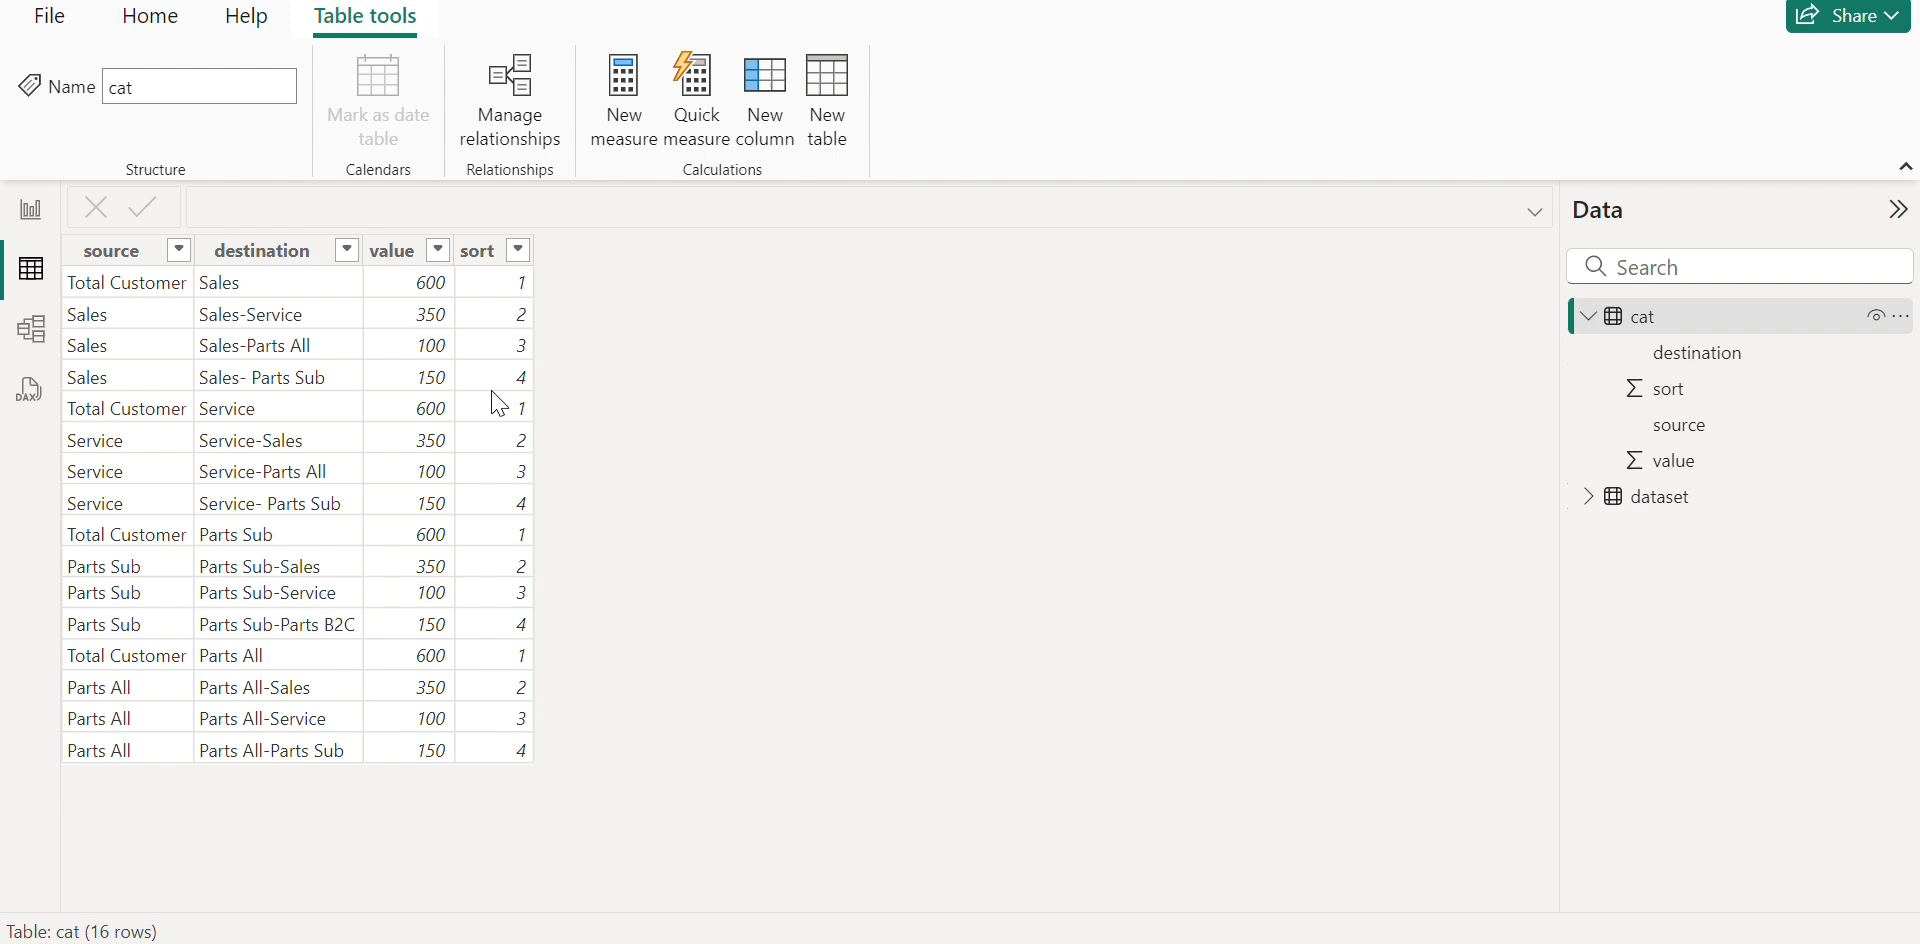 File Home Help Table tools Share
Name cat
Mark as date table
Manage relationships
New measure
Quick measure
New column
New table
Structure Calendars Relationships Calculations
Data
Search
cat
destination
sort
source
value
dataset
DAX
source destination value sort
Total Customer Sales 600 1
Sales Sales-Service 350 2
Sales Sales-Parts All 100 3
Sales Sales- Parts Sub 150 4
Total Customer Service 600 1
Service Service-Sales 350 2
Service Service-Parts All 100 3
Service Service- Parts Sub 150 4
Total Customer Parts Sub 600 1
Parts Sub Parts Sub-Sales 350 2
Parts Sub Parts Sub-Service 100 3
Parts Sub Parts Sub-Parts B2C 150 4
Total Customer Parts All 600 1
Parts All Parts All-Sales 350 2
Parts All Parts All-Service 100 3
Parts All Parts All-Parts Sub 150 4
Table: cat (16 rows)